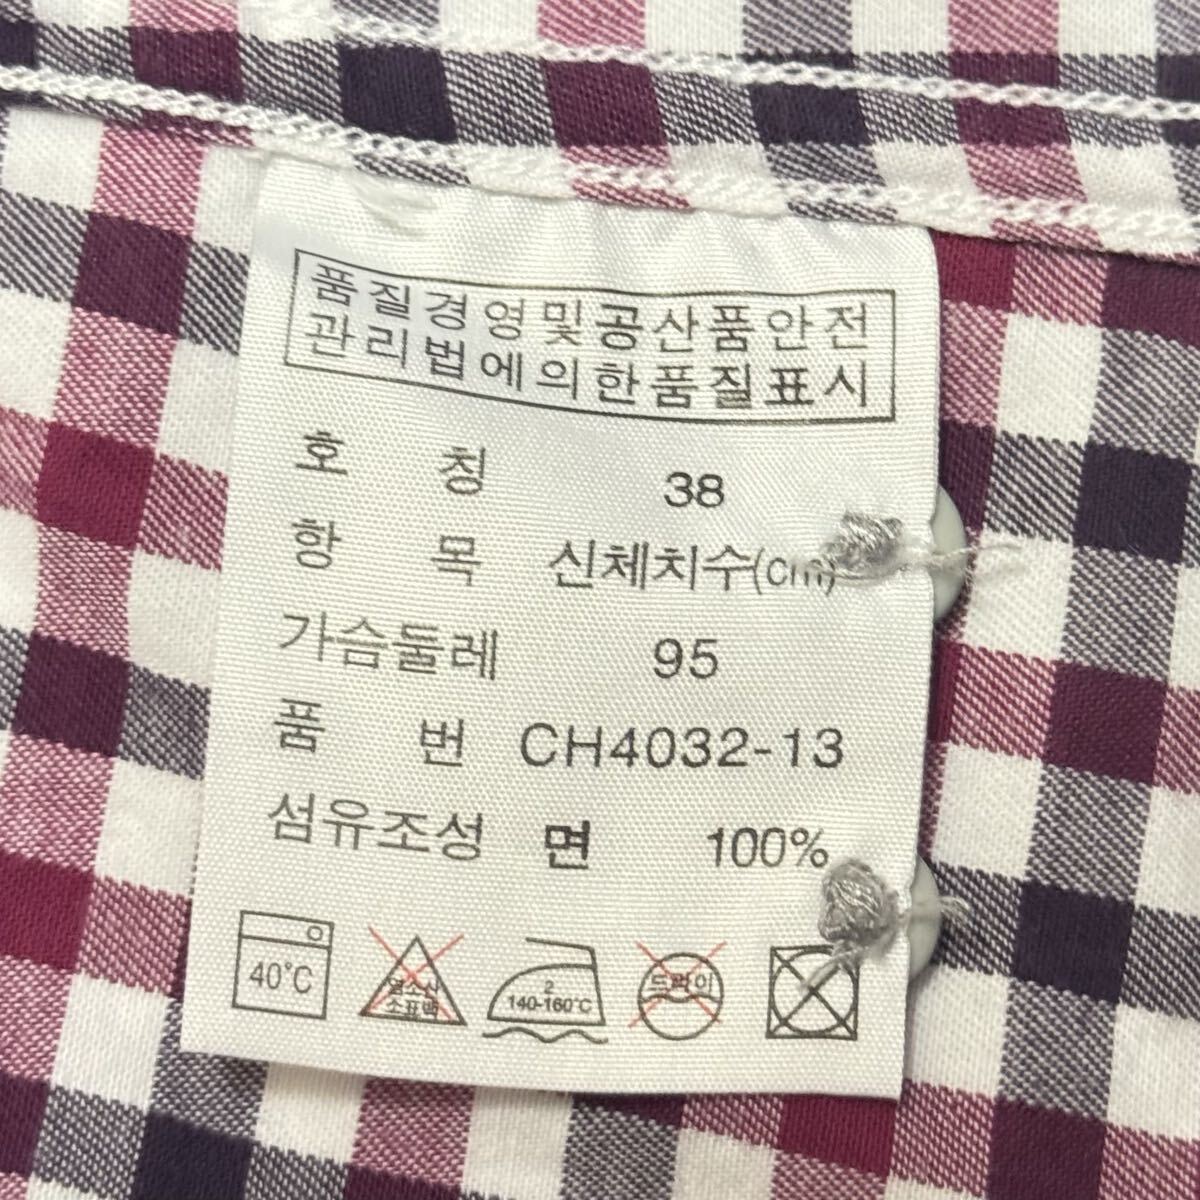 품질경영및공산품안전
관리법에의한품질표시
호 칭 38
항 목 신체치수(cm)
가슴둘레 95
품 번 CH4032-13
섬유조성 면 100%
40°C
염소산
소표백
2
140-160°C
드라이